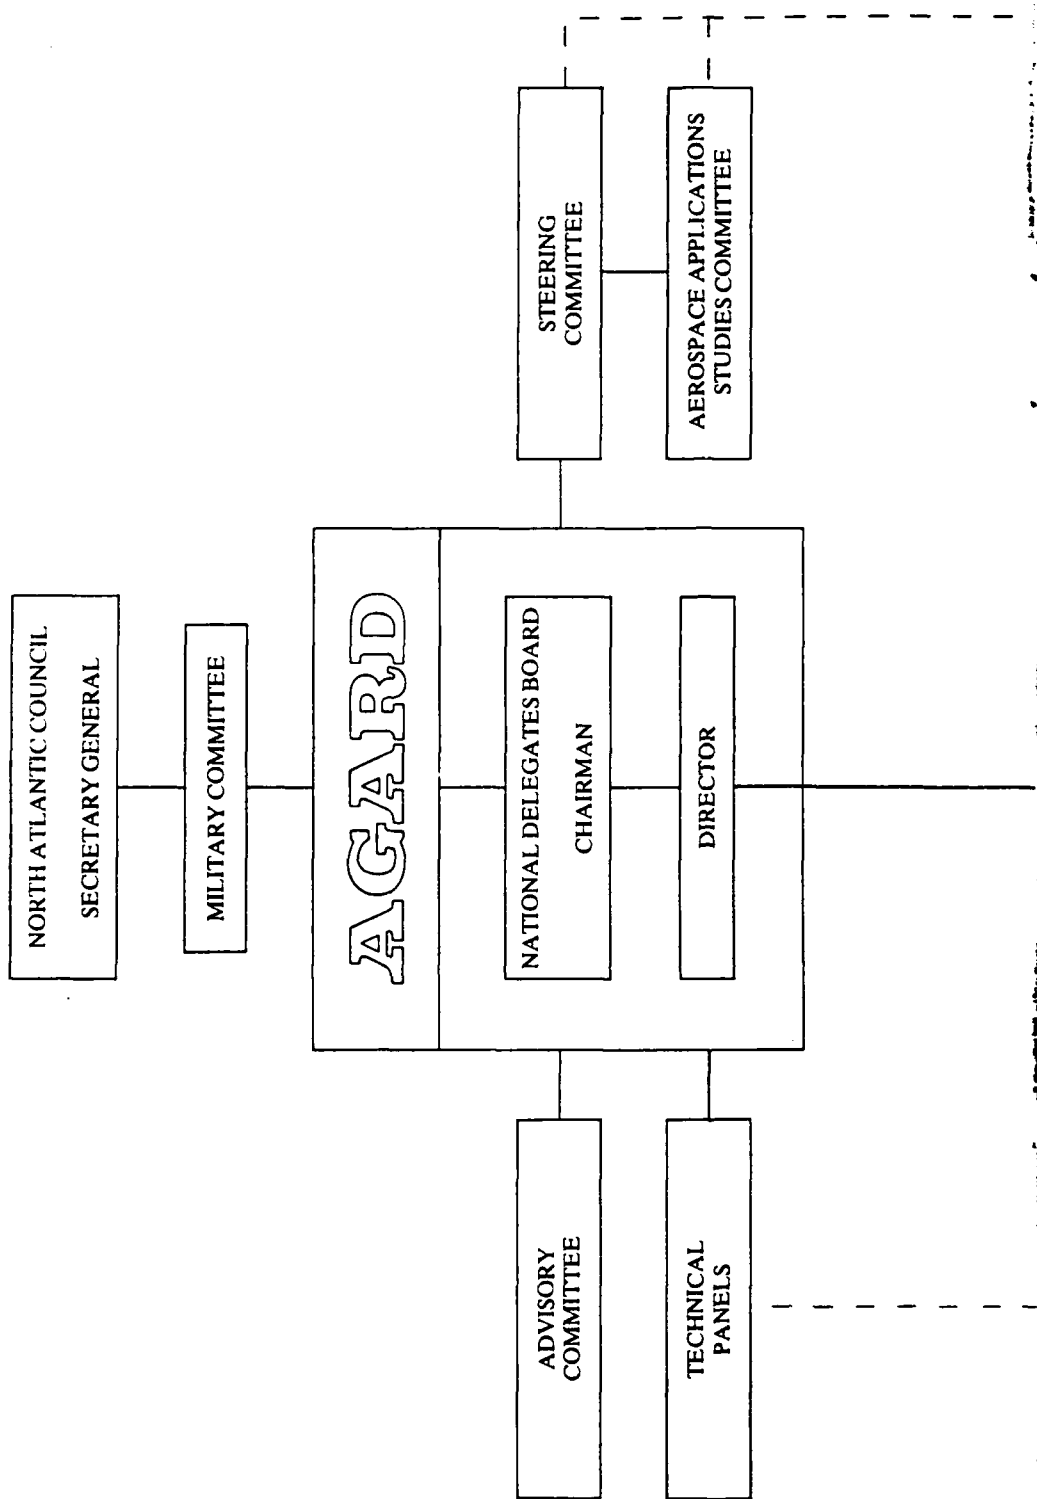 NORTH ATLANTIC COUNCIL
SECRETARY GENERAL
MILITARY COMMITTEE
AGARD
ADVISORY
COMMITTEE
NATIONAL DELEGATES BOARD
CHAIRMAN
STEERING
COMMITTEE
TECHNICAL
PANELS
DIRECTOR
AEROSPACE APPLICATIONS
STUDIES COMMITTEE